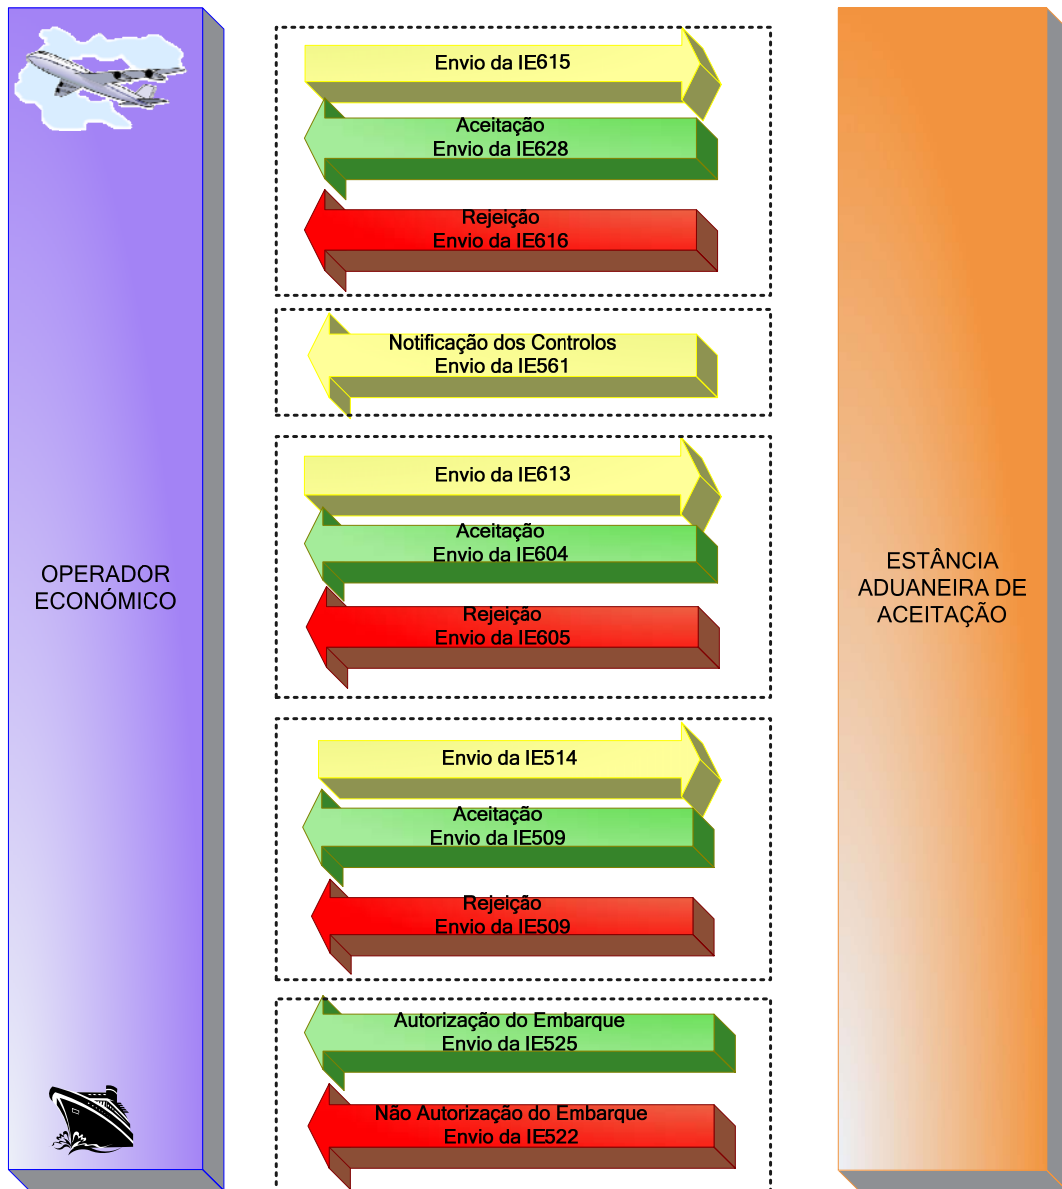 Envio da IE615
Aceitação
Envio da IE628
Rejeição
Envio da IE616
Notificação dos Controlos
Envio da IE561
Envio da IE613
Aceitação
Envio da IE604
Rejeição
Envio da IE605
OPERADOR
ECONÓMICO
ESTÂNCIA
ADUANEIRA DE
ACEITAÇÃO
Envio da IE514
Aceitação
Envio da IE509
Rejeição
Envio da IE509
Autorização do Embarque
Envio da IE525
Não Autorização do Embarque
Envio da IE522